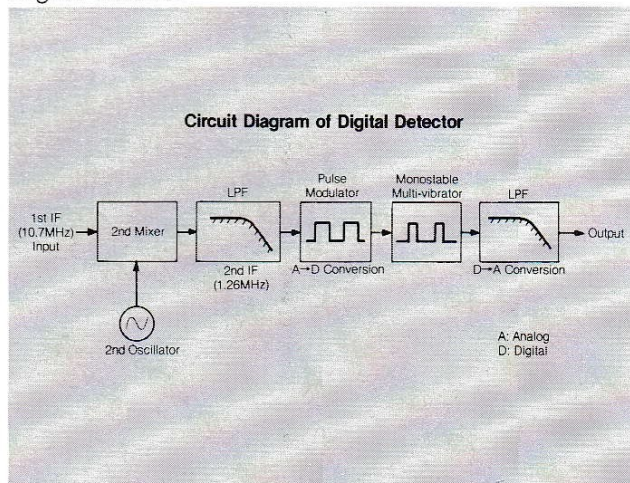 Circuit Diagram of Digital Detector
1st IF
(10.7MHz)
Input
2nd Mixer
2nd Oscillator
LPF
2nd IF
(1.26MHz)
Pulse
Modulator
A→D Conversion
Monostable
Multi-vibrator
LPF
D→A Conversion
Output
A: Analog
D: Digital